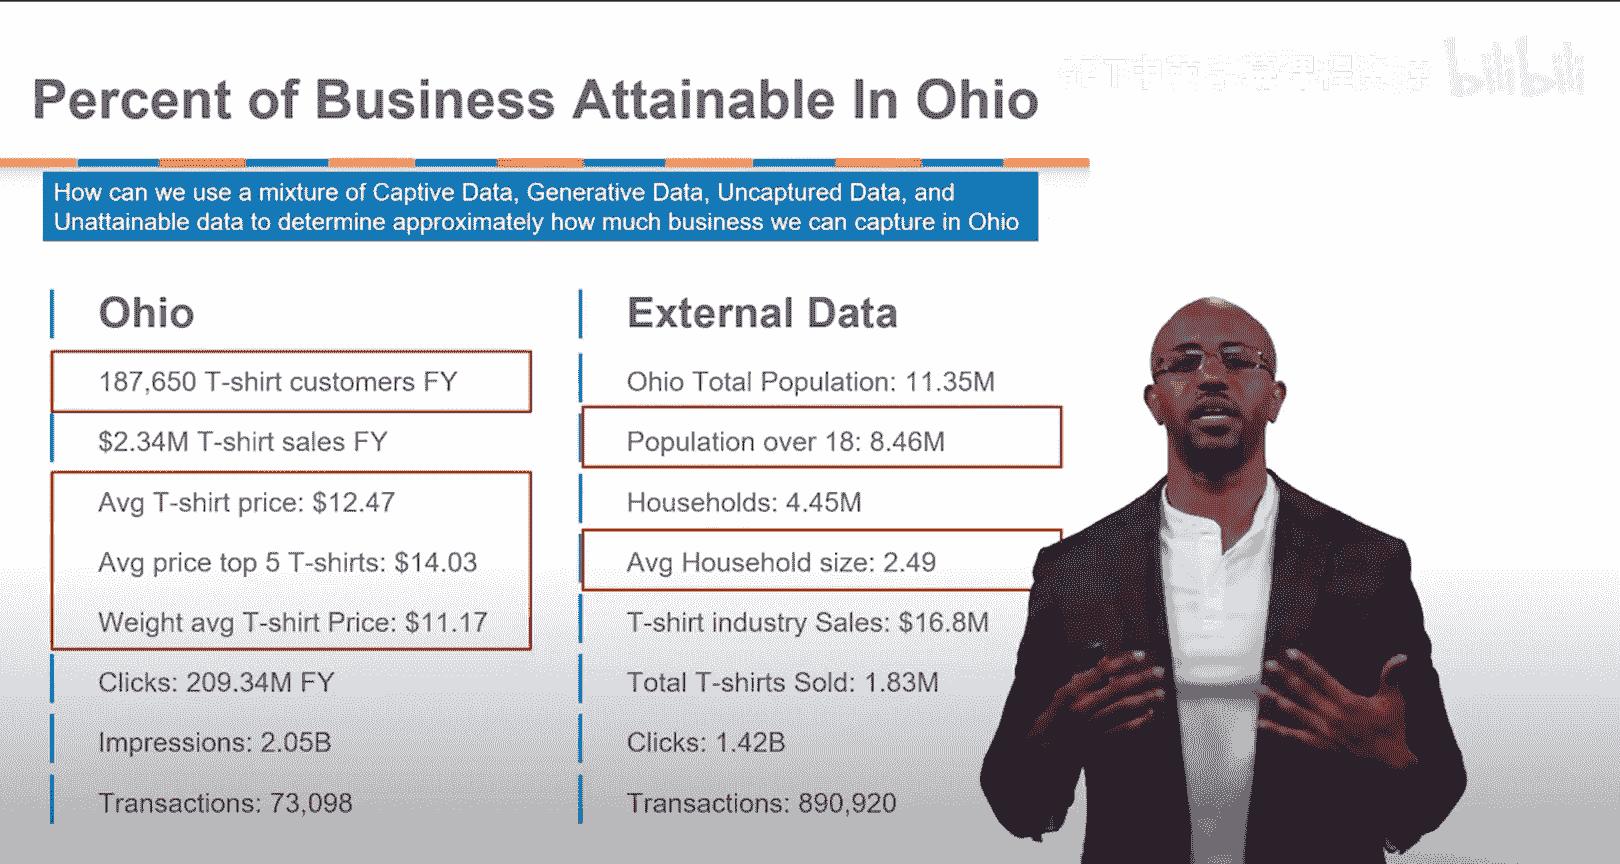 Percent of Business Attainable In Ohio
bilibili
How can we use a mixture of Captive Data, Generative Data, Uncaptured Data, and
Unattainable data to determine approximately how much business we can capture in Ohio
Ohio
187,650 T-shirt customers FY
$2.34M T-shirt sales FY
Avg T-shirt price: $12.47
Avg price top 5 T-shirts: $14.03
Weight avg T-shirt Price: $11.17
Clicks: 209.34M FY
Impressions: 2.05B
Transactions: 73,098
External Data
Ohio Total Population: 11.35M
Population over 18: 8.46M
Households: 4.45M
Avg Household size: 2.49
T-shirt industry Sales: $16.8M
Total T-shirts Sold: 1.83M
Clicks: 1.42B
Transactions: 890,920